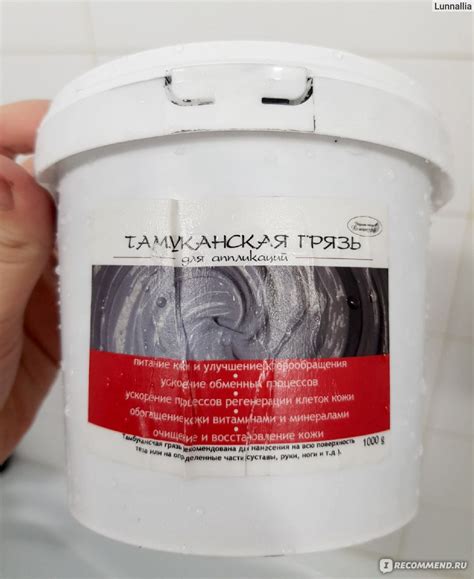 Lunnallia
ТАМУКАНСКАЯ ГРЯЗЬ
для аппликаций
питание кожи и улучшение кровообращения
ускорение обменных процессов
ускорение процессов регенерации клеток кожи
обогащение кожи витаминами и минералами
очищение и восстановление кожи
1000 g
Тамуканская грязь рекомендована для нанесения на всю поверхность
тела или на определенные части (суставы, руки, ноги и т.д.).
I RECOMMEND.RU